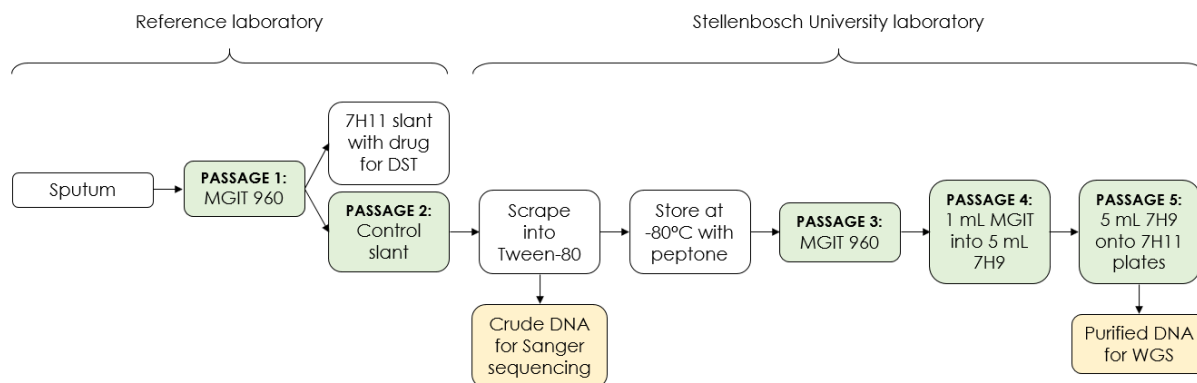 Reference laboratory
Stellenbosch University laboratory
Sputum
PASSAGE 1:
MGIT 960
7H11 slant
with drug
for DST
PASSAGE 2:
Control
slant
Scrape
into
Tween-80
Crude DNA
for Sanger
sequencing
Store at
-80°C with
peptone
PASSAGE 3:
MGIT 960
PASSAGE 4:
1 mL MGIT
into 5 mL
7H9
PASSAGE 5:
5 mL 7H9
onto 7H11
plates
Purified DNA
for WGS